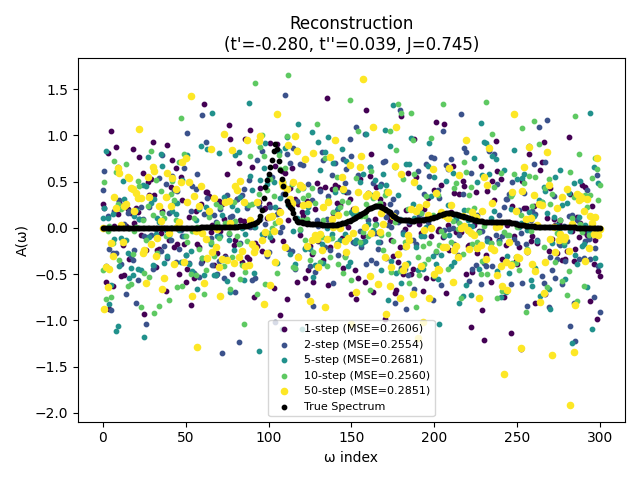 Reconstruction
(t'=-0.280, t''=0.039, J=0.745)
A(ω)
1.5
1.0
0.5
0.0
−0.5
−1.0
−1.5
−2.0
1-step (MSE=0.2606)
2-step (MSE=0.2554)
5-step (MSE=0.2681)
10-step (MSE=0.2560)
50-step (MSE=0.2851)
True Spectrum
0 50 100 150 200 250 300
ω index